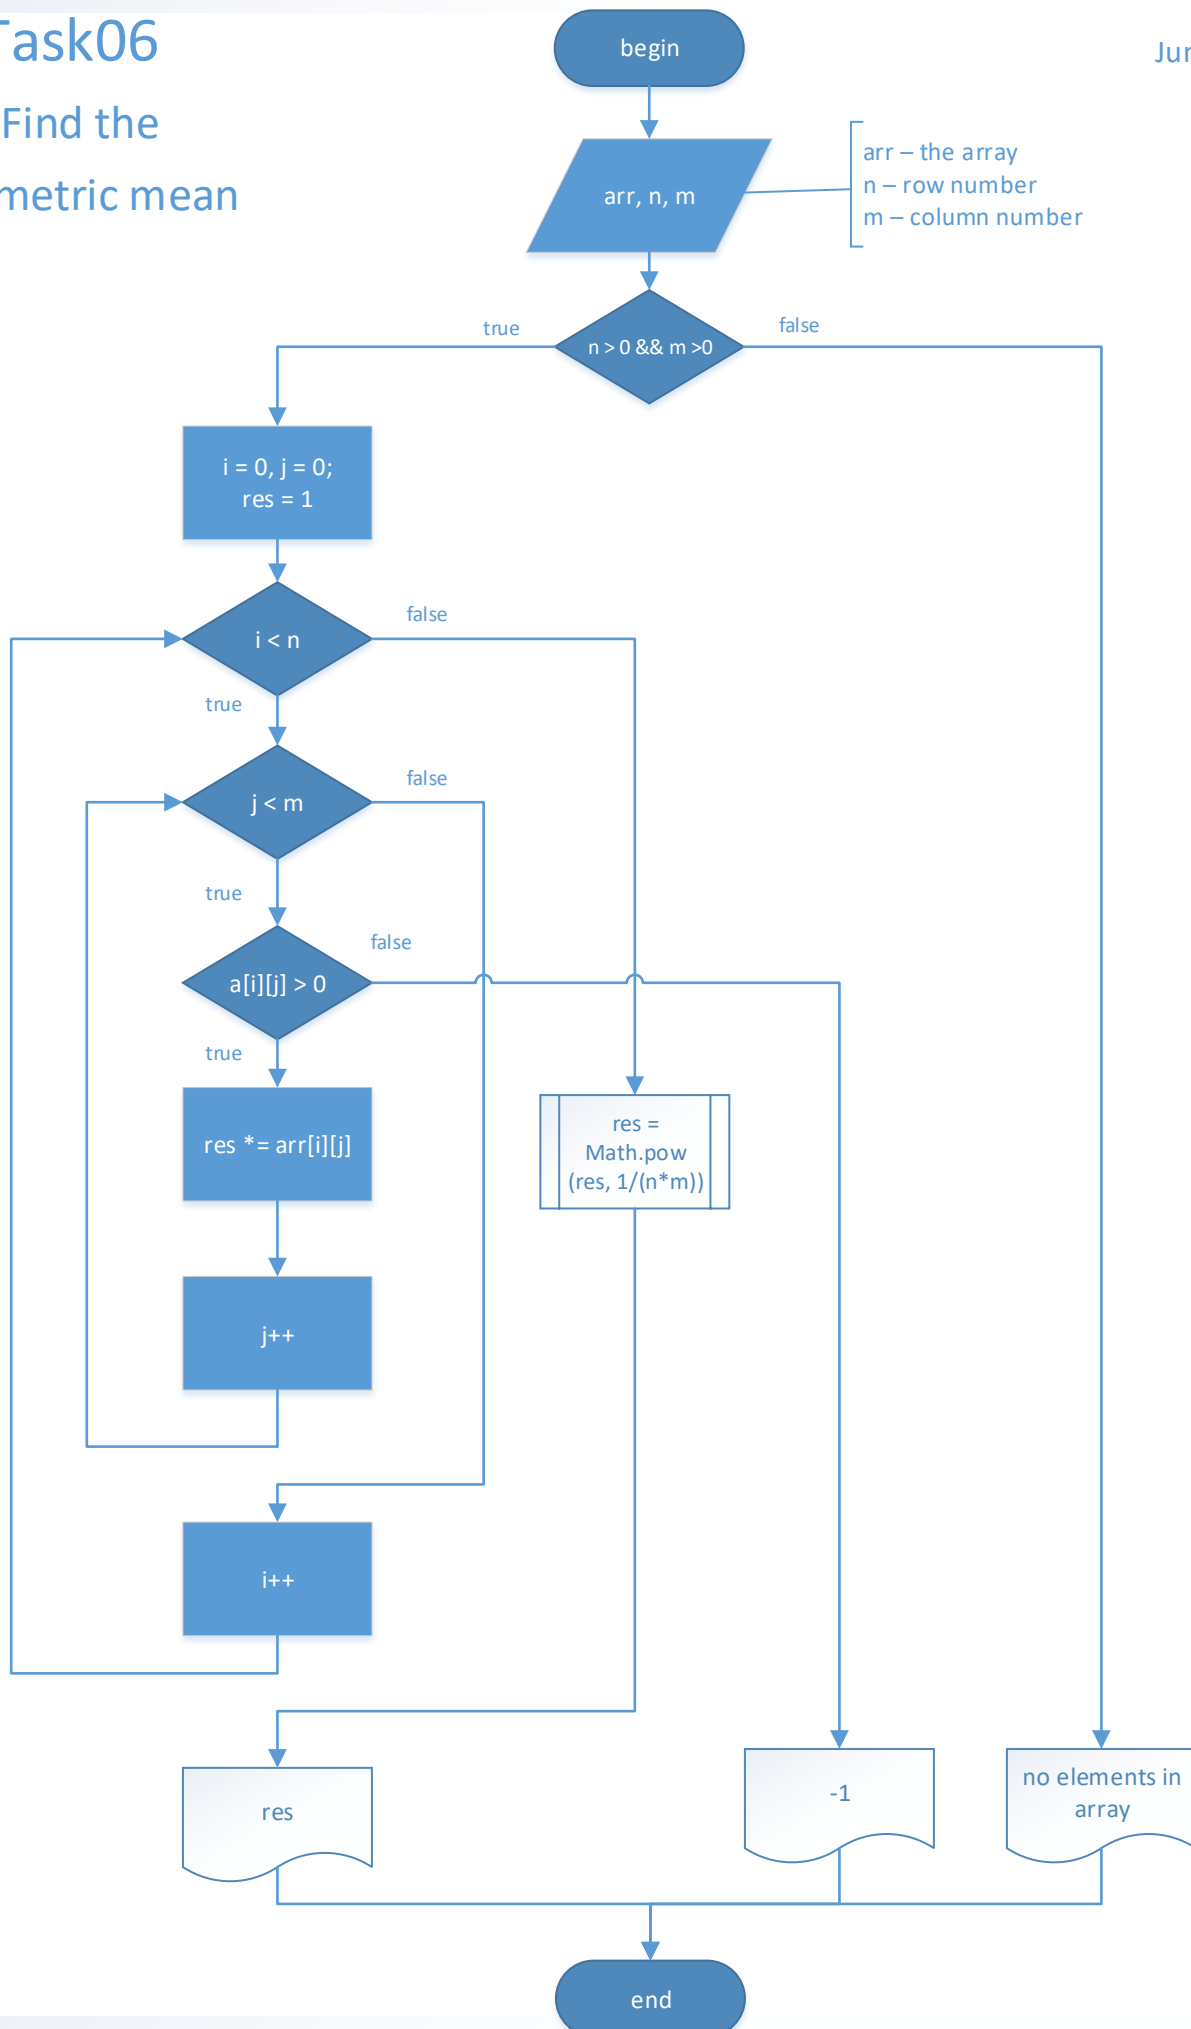 Task06
Find the
metric mean
begin
arr, n, m
arr – the array
n – row number
m – column number
true
n > 0 && m >0
false
i = 0, j = 0;
res = 1
i < n
false
true
j < m
false
true
a[i][j] > 0
false
true
res *= arr[i][j]
res =
Math.pow
(res, 1/(n*m))
j++
i++
res
-1
no elements in
array
end